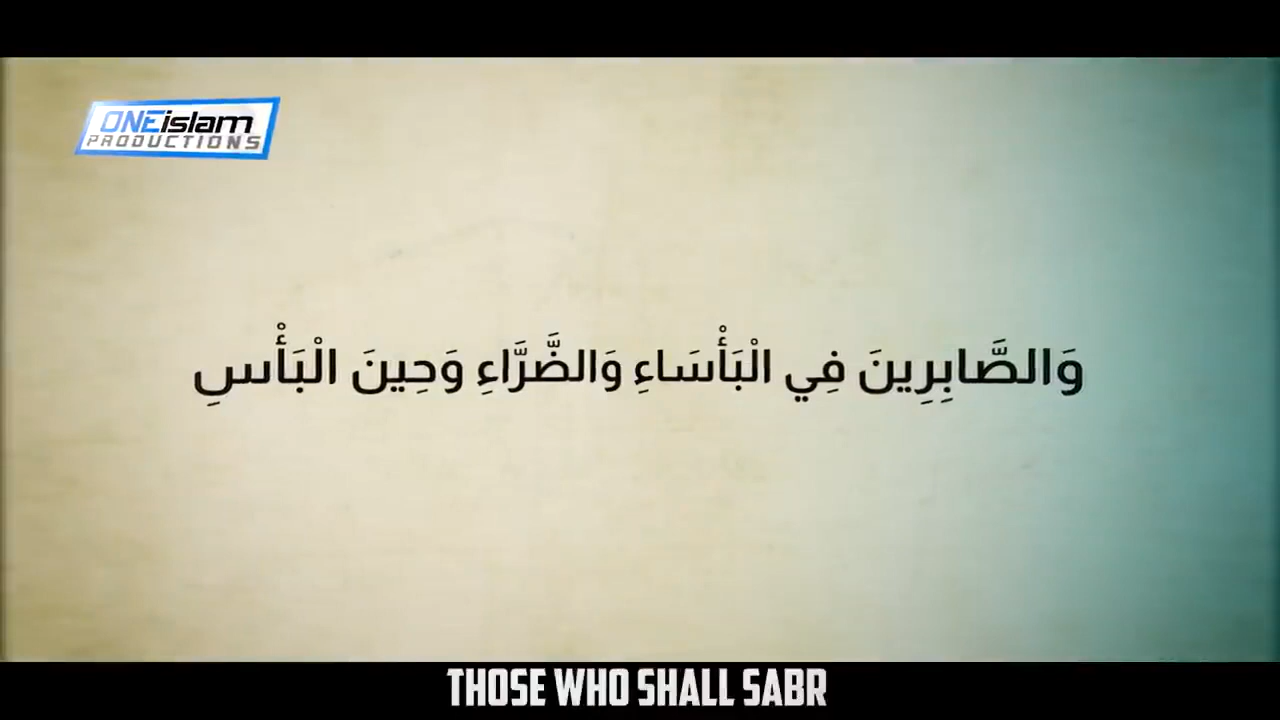 ONEislam
PRODUCTIONS
وَالصَّابِرِينَ فِي الْبَأْسَاءِ وَالضَّرَّاءِ وَحِينَ الْبَأْسِ
THOSE WHO SHALL SABR